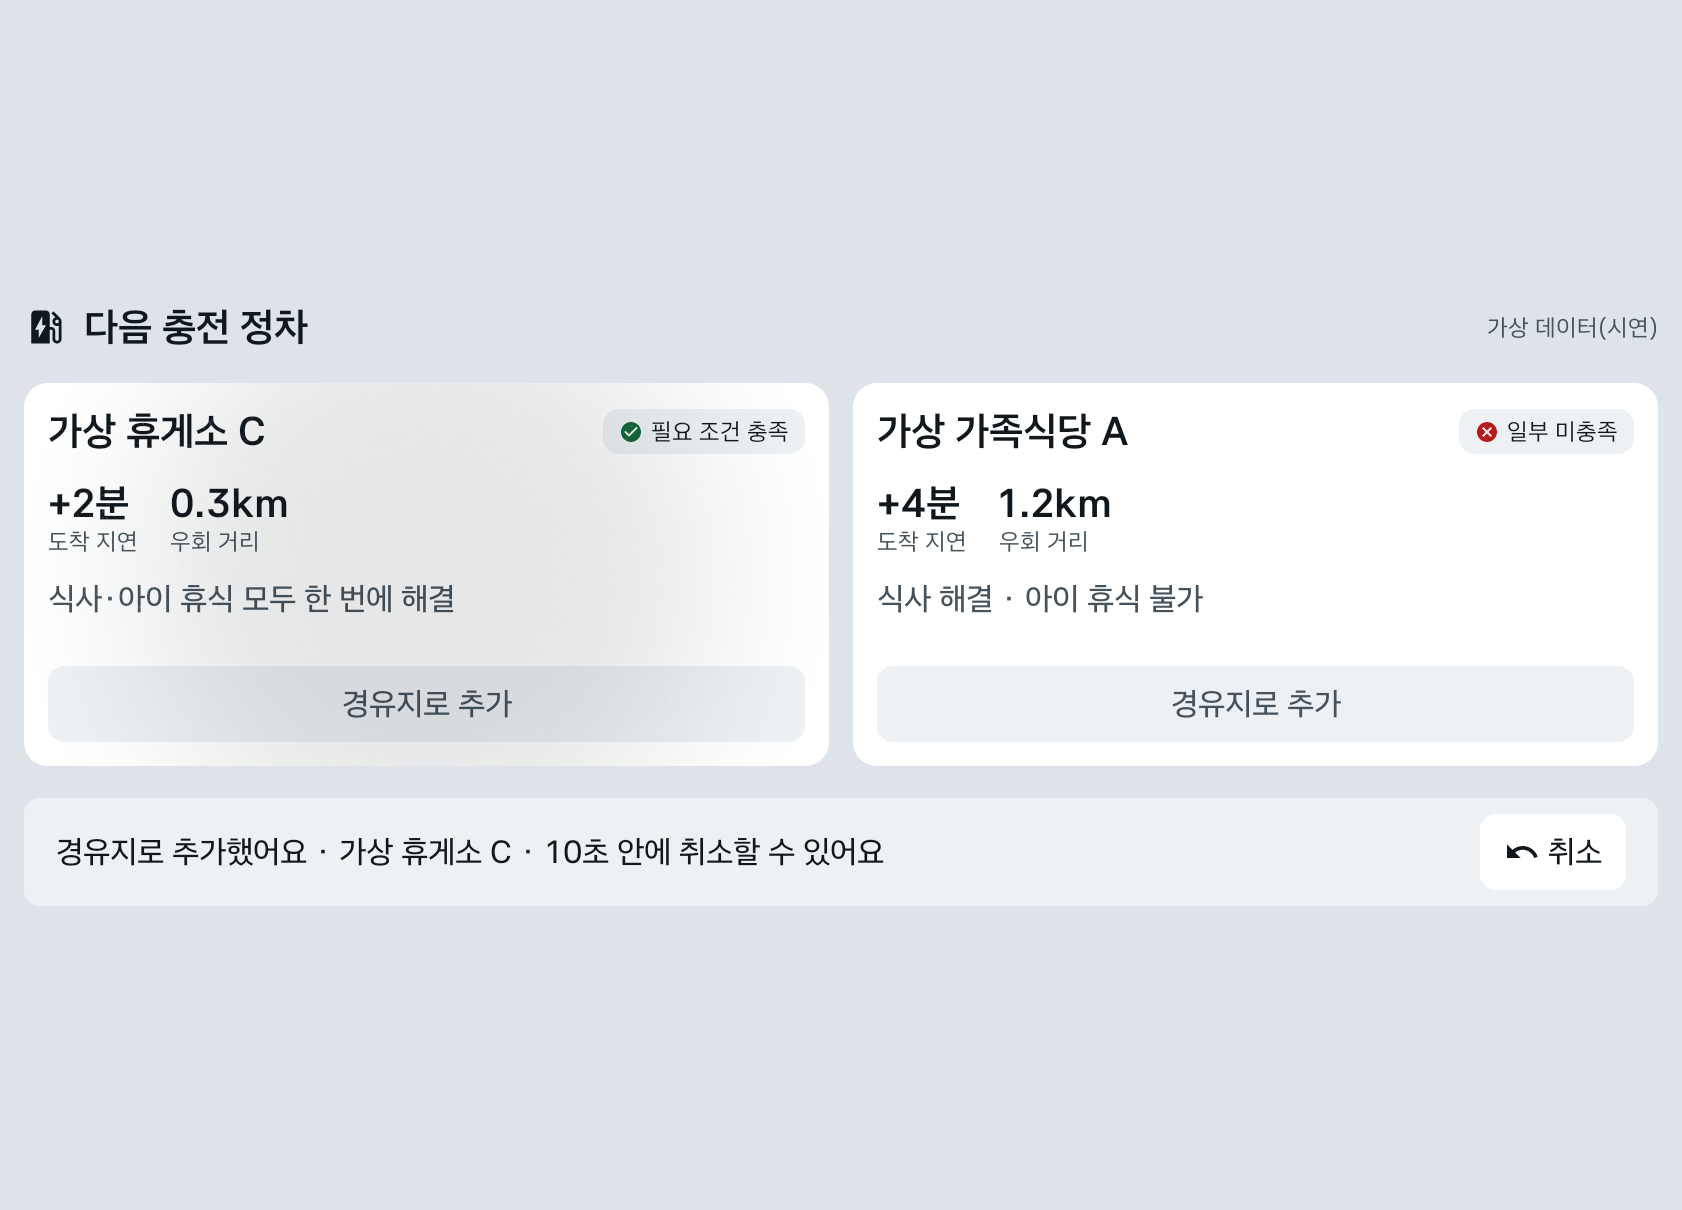 다음 충전 정차
가상 데이터(시연)
가상 휴게소 C
필요 조건 충족
+2분 0.3km
도착 지연 우회 거리
식사·아이 휴식 모두 한 번에 해결
경유지로 추가
가상 가족식당 A
일부 미충족
+4분 1.2km
도착 지연 우회 거리
식사 해결 · 아이 휴식 불가
경유지로 추가
경유지로 추가했어요 · 가상 휴게소 C · 10초 안에 취소할 수 있어요
취소